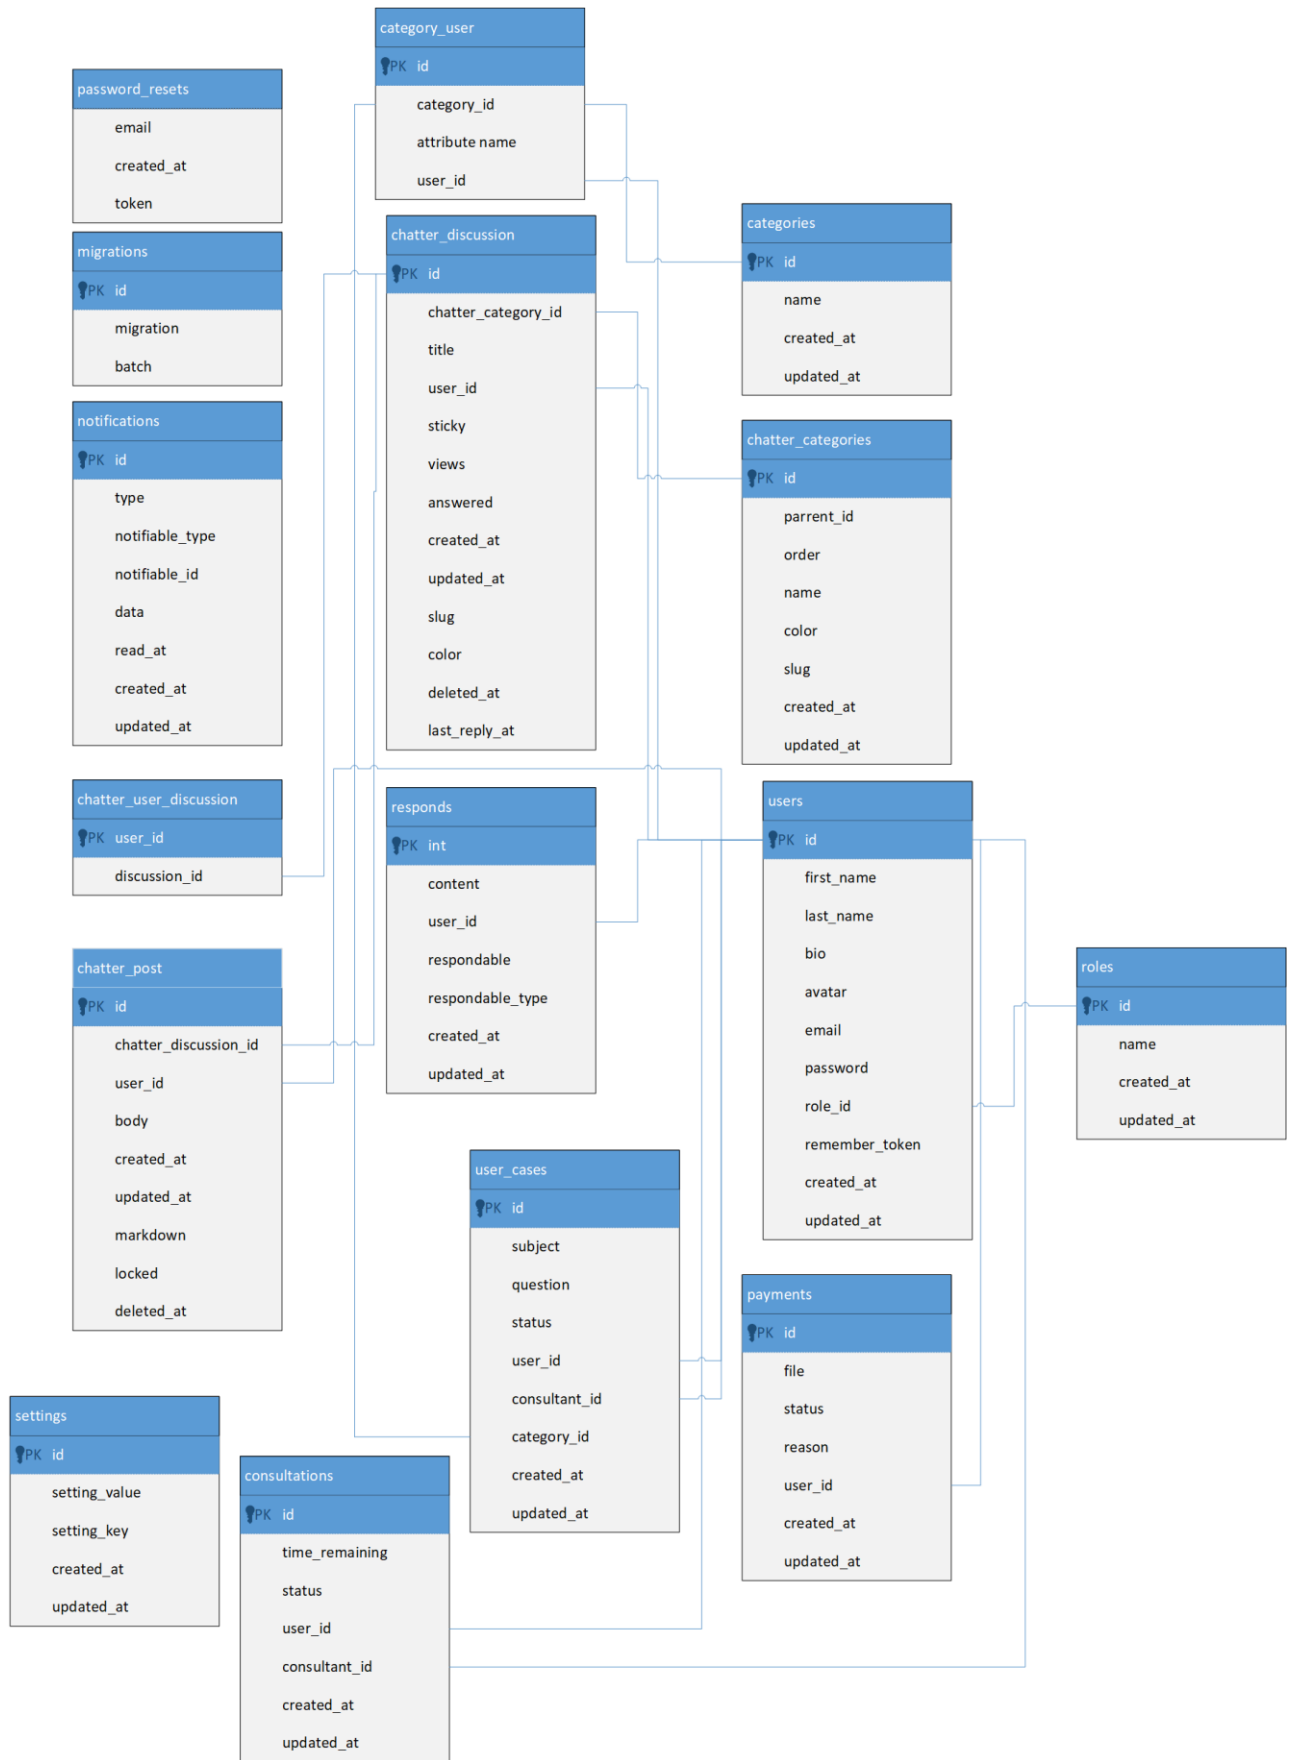 category_user
PK id
category_id
attribute name
user_id
password_resets
email
created_at
token
migrations
PK id
migration
batch
notifications
PK id
type
notifiable_type
notifiable_id
data
read_at
created_at
updated_at
chatter_discussion
PK id
chatter_category_id
title
user_id
sticky
views
answered
created_at
updated_at
slug
color
deleted_at
last_reply_at
categories
PK id
name
created_at
updated_at
chatter_categories
PK id
parrent_id
order
name
color
slug
created_at
updated_at
chatter_user_discussion
PK user_id
discussion_id
responds
PK int
content
user_id
respondable
respondable_type
created_at
updated_at
users
PK id
first_name
last_name
bio
avatar
email
password
role_id
remember_token
created_at
updated_at
roles
PK id
name
created_at
updated_at
chatter_post
PK id
chatter_discussion_id
user_id
body
created_at
updated_at
markdown
locked
deleted_at
user_cases
PK id
subject
question
status
user_id
consultant_id
category_id
created_at
updated_at
payments
PK id
file
status
reason
user_id
created_at
updated_at
settings
PK id
setting_value
setting_key
created_at
updated_at
consultations
PK id
time_remaining
status
user_id
consultant_id
created_at
updated_at